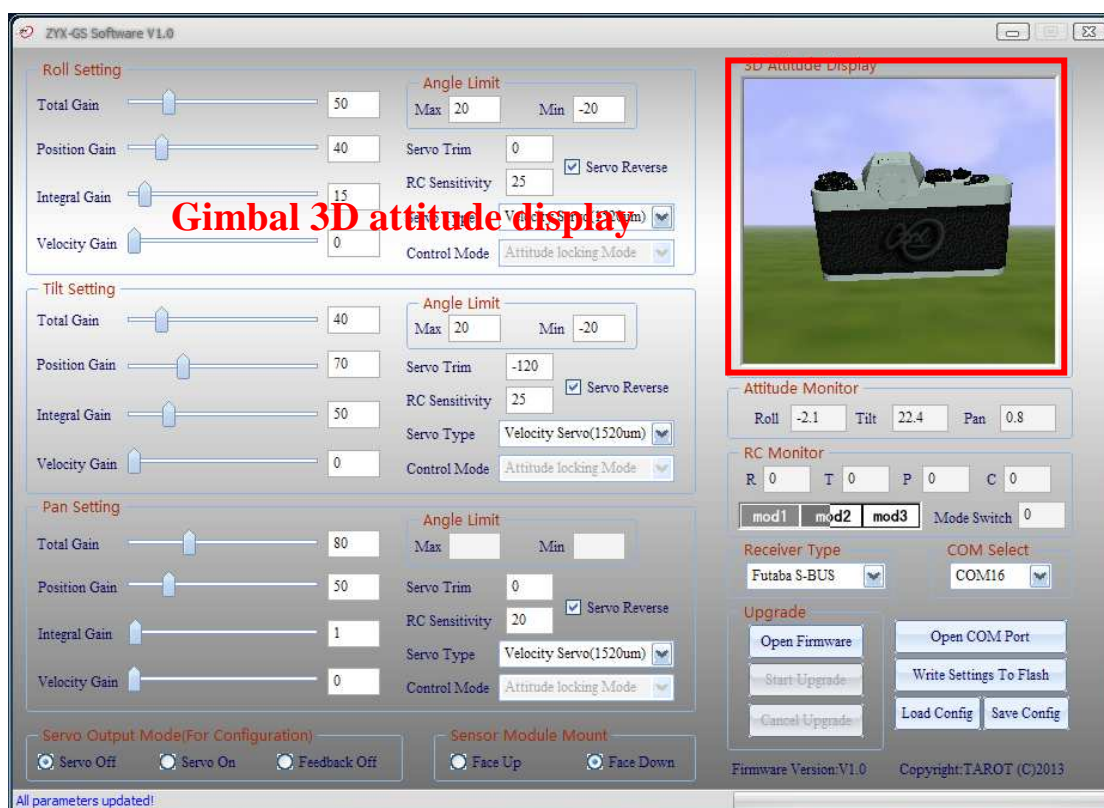 ZYX-GS Software V1.0
Roll Setting
Total Gain 50
Position Gain 40
Integral Gain 15
Velocity Gain 0
Angle Limit
Max 20 Min -20
Servo Trim 0
Servo Reverse
RC Sensitivity 25
Servo Type Velocity Servo(1520um)
Control Mode Attitude locking Mode
Gimbal 3D attitude display
Tilt Setting
Total Gain 40
Position Gain 70
Integral Gain 50
Velocity Gain 0
Angle Limit
Max 20 Min -20
Servo Trim -120
Servo Reverse
RC Sensitivity 25
Servo Type Velocity Servo(1520um)
Control Mode Attitude locking Mode
Pan Setting
Total Gain 80
Position Gain 50
Integral Gain 1
Velocity Gain 0
Angle Limit
Max Min
Servo Trim 0
Servo Reverse
RC Sensitivity 20
Servo Type Velocity Servo(1520um)
Control Mode Attitude locking Mode
Servo Output Mode(For Configuration)
Servo Off Servo On Feedback Off
Sensor Module Mount
Face Up Face Down
3D Attitude Display
ZYX
Attitude Monitor
Roll -2.1 Tilt 22.4 Pan 0.8
RC Monitor
R 0 T 0 P 0 C 0
mod1 mod2 mod3 Mode Switch 0
Receiver Type
Futaba S-BUS
COM Select
COM16
Upgrade
Open Firmware
Start Upgrade
Cancel Upgrade
Open COM Port
Write Settings To Flash
Load Config Save Config
Firmware Version:V1.0 Copyright:TAROT (C)2013
All parameters updated!